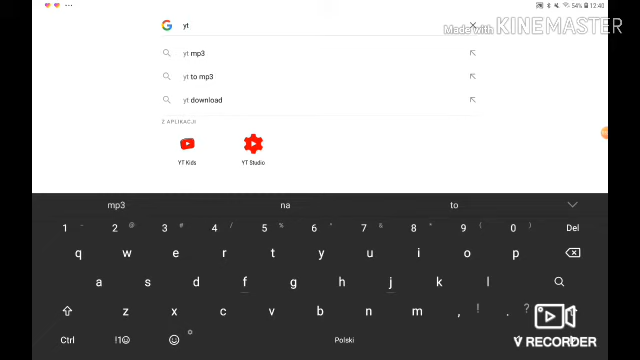 54% 12:40
G yt
Made with KINEMASTER
yt mp3
yt to mp3
yt download
Z APLIKACJI
YT Kids
YT Studio
mp3 na to
1 - 2 @ 3 # 4 / 5 % 6 ^ 7 & 8 * 9 ( 0 ) Del
q w e r t y u i o p
a s d f g h j k l
z x c v b n m , ! . ?
Ctrl !1☺ Polski
V RECORDER